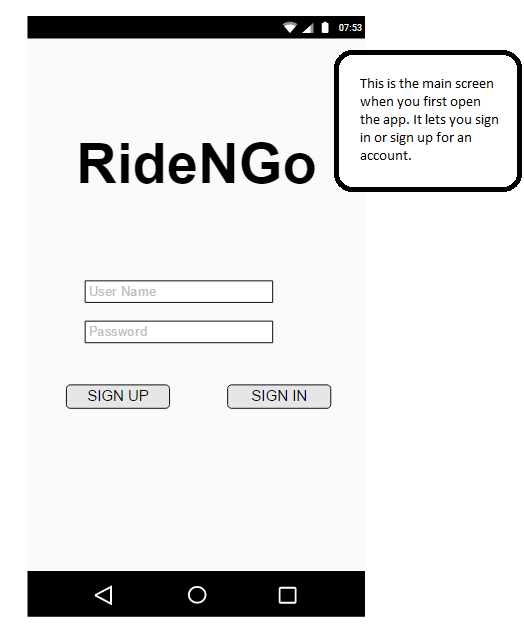 07:53
This is the main screen
when you first open
the app. It lets you sign
in or sign up for an
account.
RideNGo
User Name
Password
SIGN UP
SIGN IN